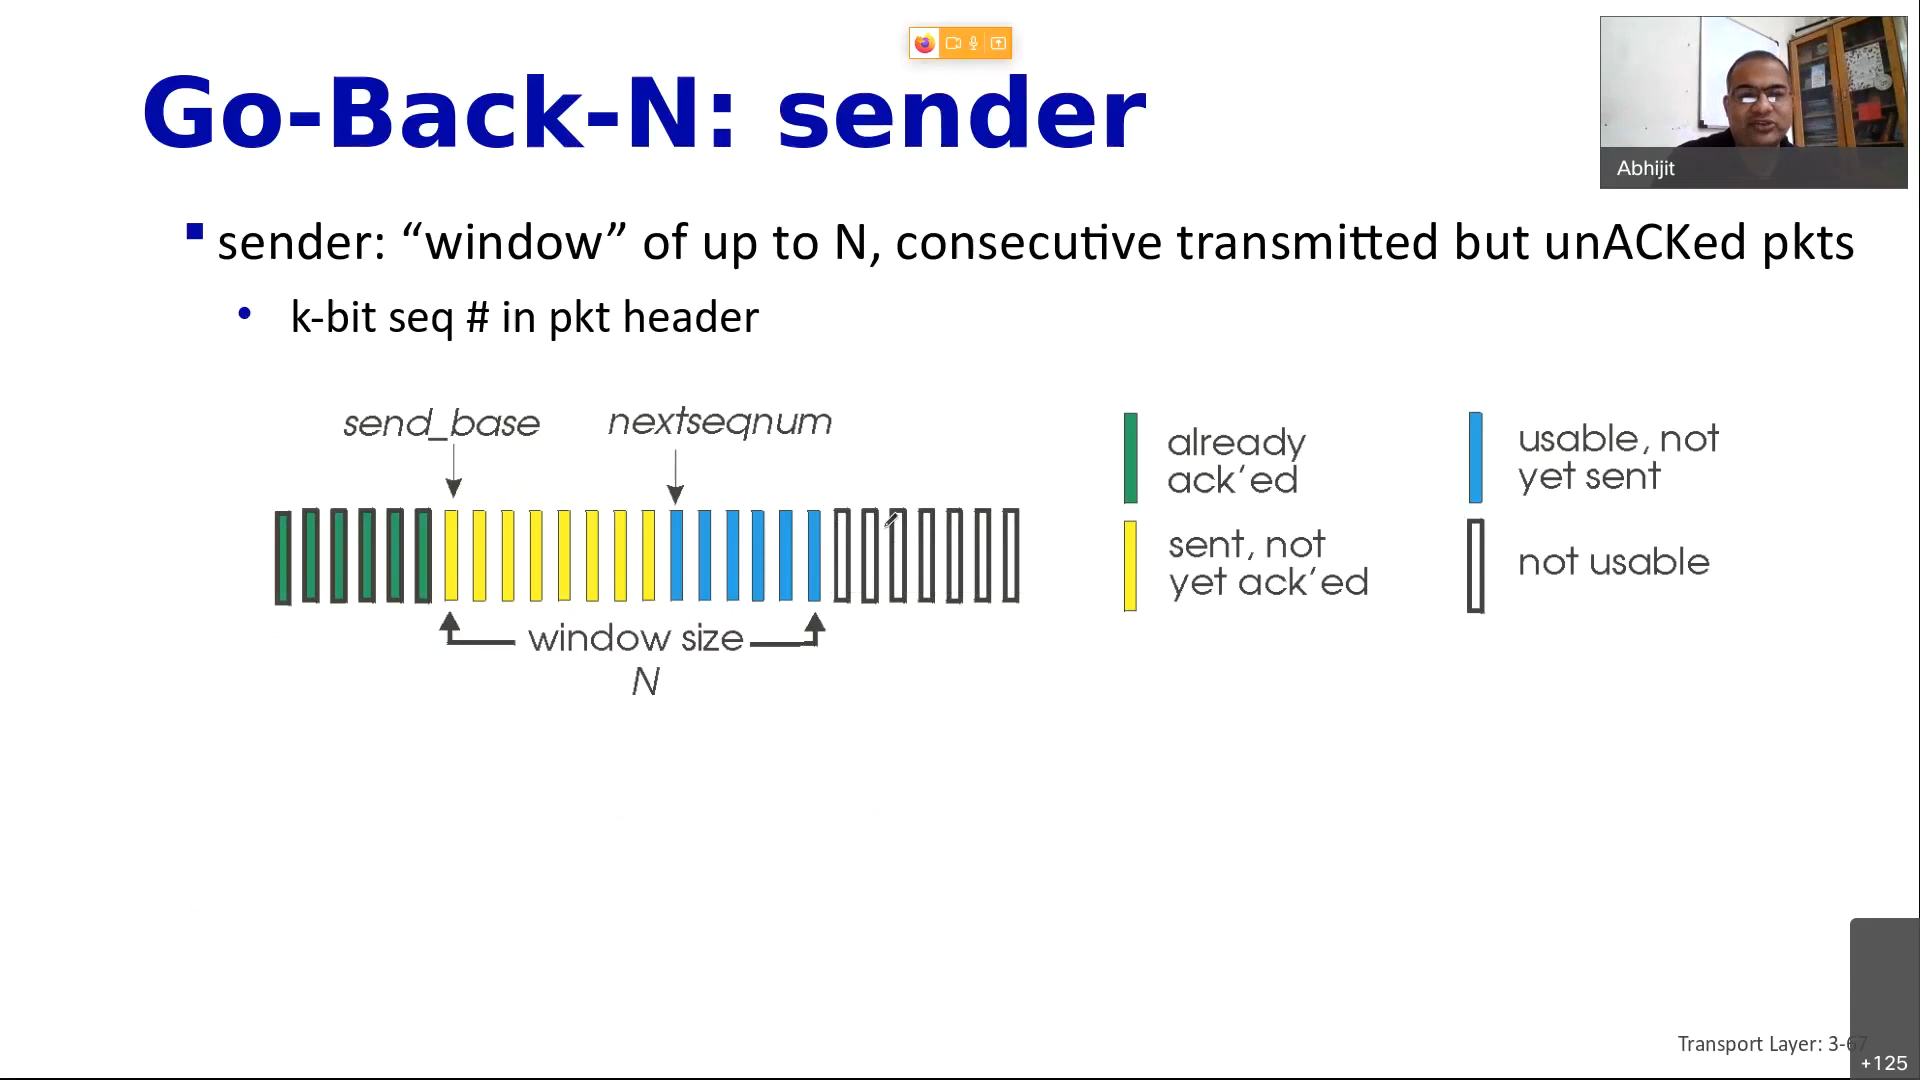 Go-Back-N: sender
Abhijit
sender: “window” of up to N, consecutive transmitted but unACKed pkts
k-bit seq # in pkt header
send_base
nextseqnum
already
ack’ed
usable, not
yet sent
sent, not
yet ack’ed
not usable
window size
N
Transport Layer: 3-67
+125